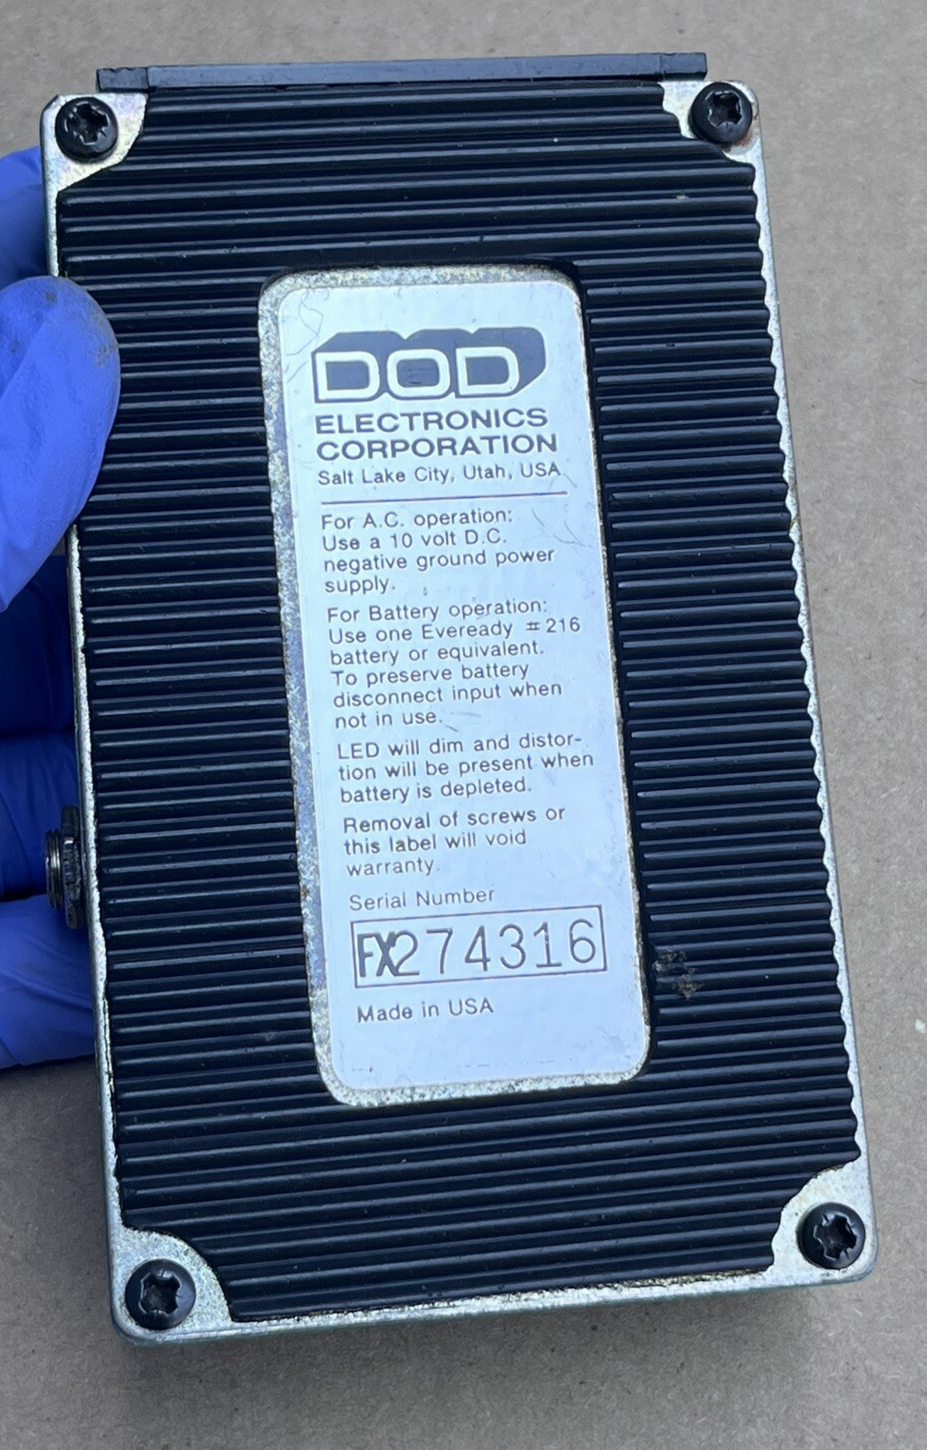 DOD
ELECTRONICS
CORPORATION
Salt Lake City, Utah, USA
For A.C. operation:
Use a 10 volt D.C.
negative ground power
supply.
For Battery operation:
Use one Eveready #216
battery or equivalent.
To preserve battery
disconnect input when
not in use.
LED will dim and distor-
tion will be present when
battery is depleted.
Removal of screws or
this label will void
warranty.
Serial Number
FX274316
Made in USA